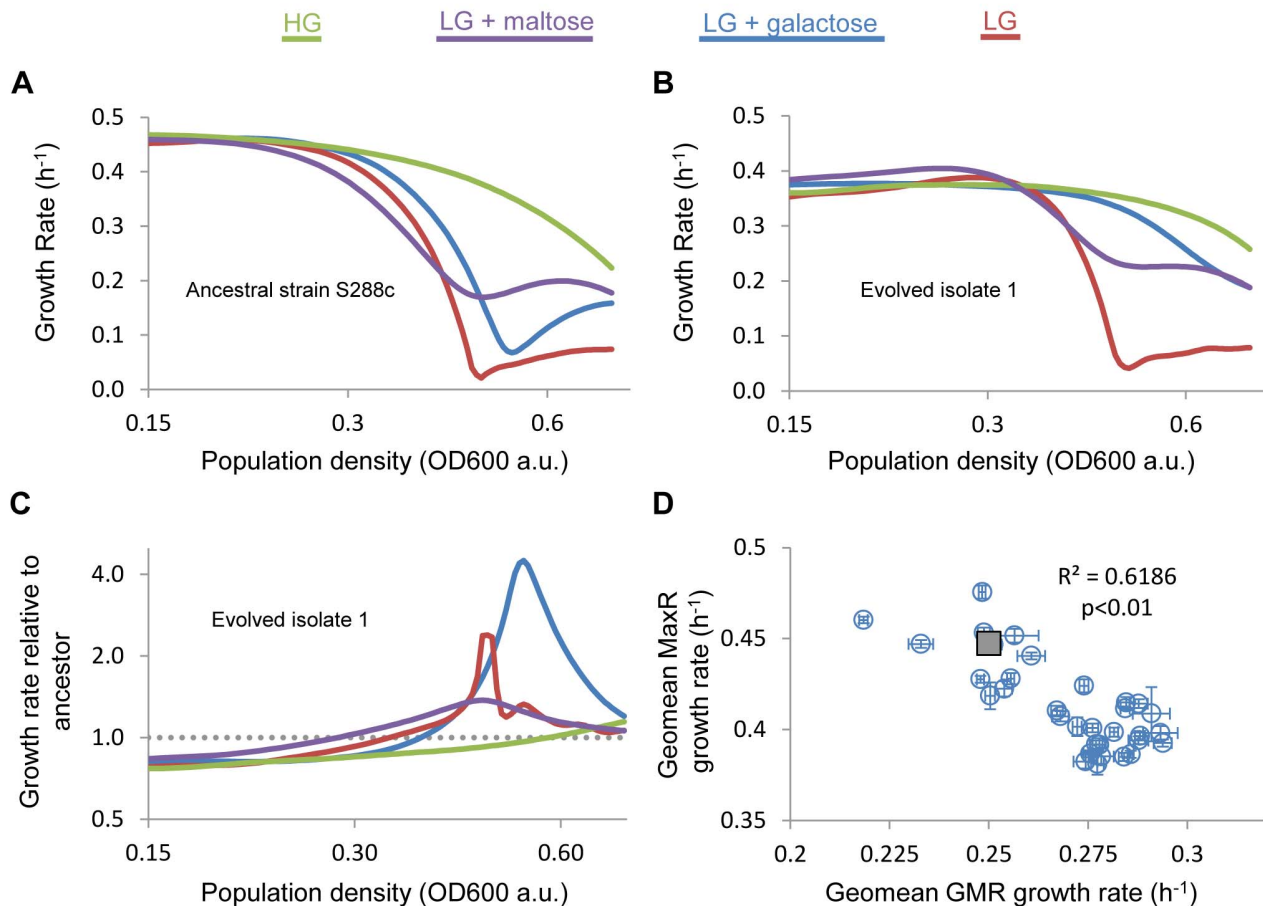 HG LG + maltose LG + galactose LG
A
0.5
0.4
0.3
0.2
0.1
0.0
Growth Rate (h-1)
Ancestral strain S288c
0.15 0.3 0.6
Population density (OD600 a.u.)
B
0.5
0.4
0.3
0.2
0.1
0.0
Growth Rate (h-1)
Evolved isolate 1
0.15 0.3 0.6
Population density (OD600 a.u.)
C
4.0
2.0
1.0
0.5
Growth rate relative to
ancestor
Evolved isolate 1
0.15 0.30 0.60
Population density (OD600 a.u.)
D
0.5
0.45
0.4
0.35
Geomean MaxR
growth rate (h-1)
R² = 0.6186
p<0.01
0.2 0.225 0.25 0.275 0.3
Geomean GMR growth rate (h-1)